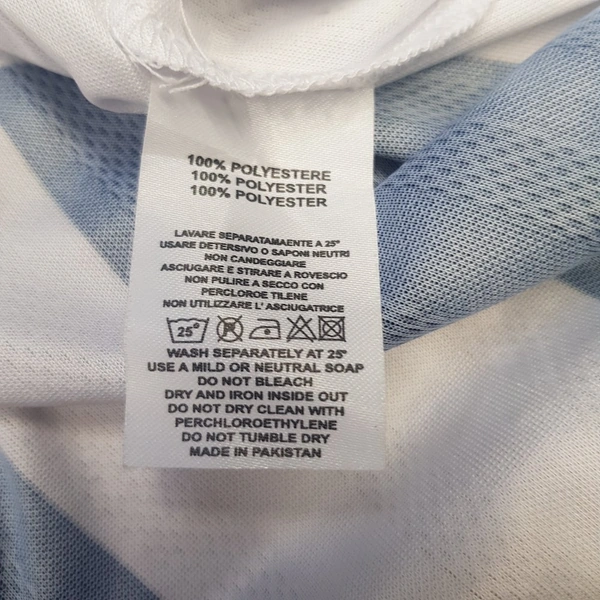 100% POLYESTERE
100% POLYESTER
100% POLYESTER
LAVARE SEPARATAMAENTE A 25°
USARE DETERSIVO O SAPONI NEUTRI
NON CANDEGGIARE
ASCIUGARE E STIRARE A ROVESCIO
NON PULIRE A SECCO CON
PERCLOROE TILENE
NON UTILIZZARE L' ASCIUGATRICE
25°
WASH SEPARATELY AT 25°
USE A MILD OR NEUTRAL SOAP
DO NOT BLEACH
DRY AND IRON INSIDE OUT
DO NOT DRY CLEAN WITH
PERCHLOROETHYLENE
DO NOT TUMBLE DRY
MADE IN PAKISTAN